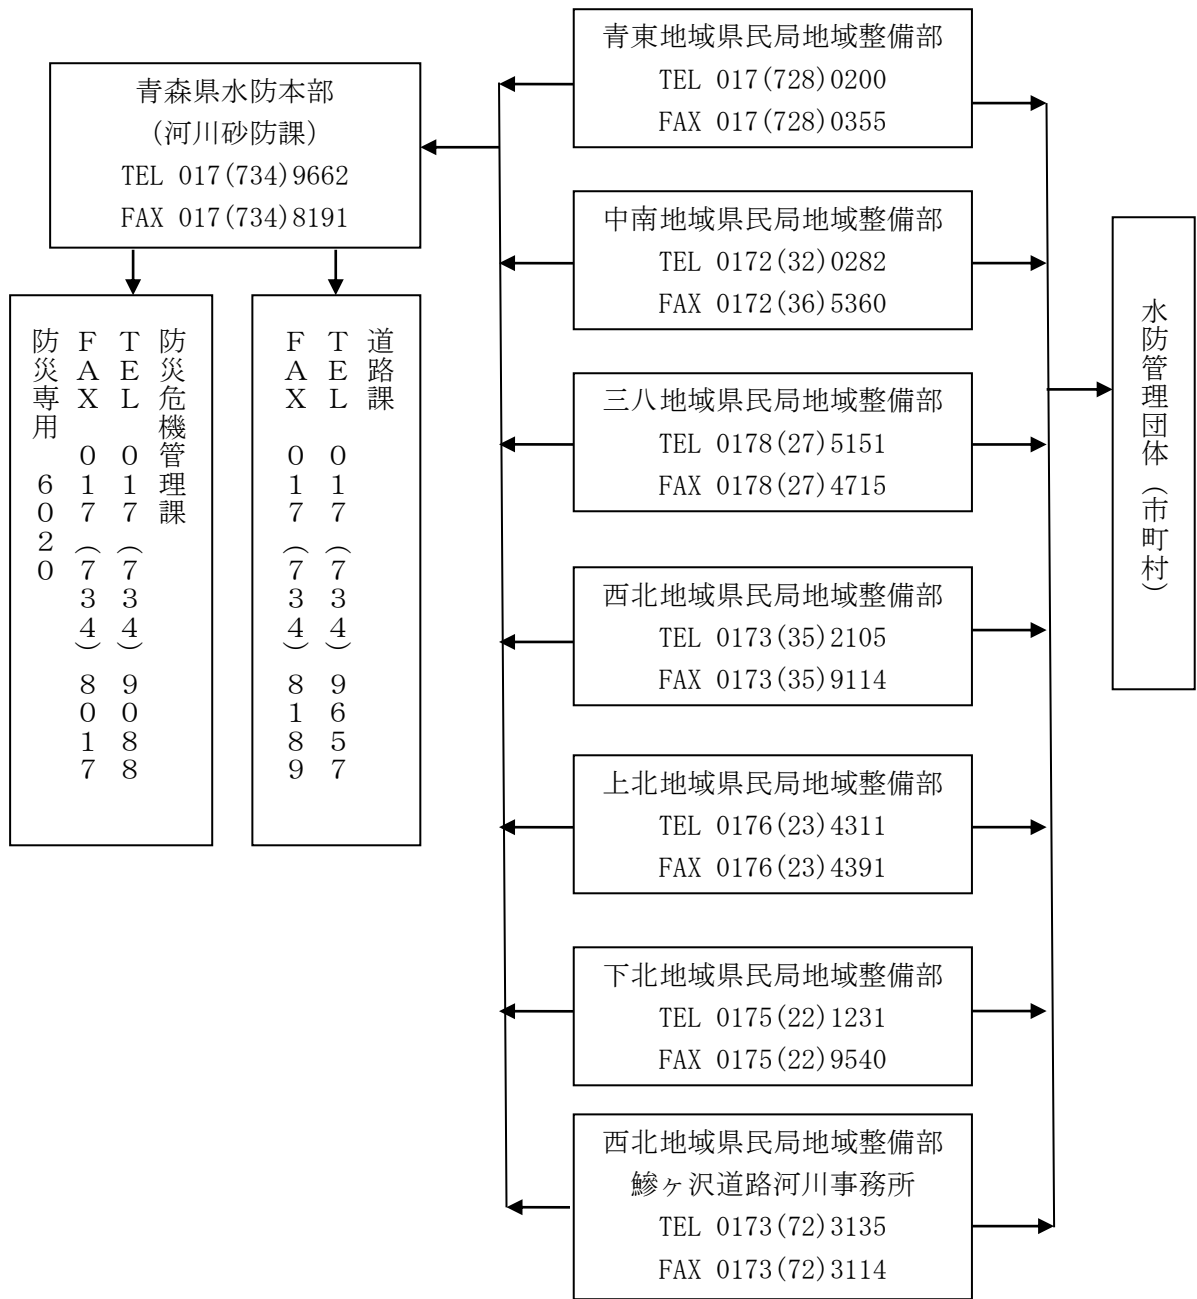 青森県水防本部
(河川砂防課)
TEL 017(734)9662
FAX 017(734)8191
防災危機管理課
ＴＥＬ　０１７（７３４）９０８８
ＦＡＸ　０１７（７３４）８０１７
防災専用　６０２０
道路課
ＴＥＬ　０１７（７３４）９６５７
ＦＡＸ　０１７（７３４）８１８９
青東地域県民局地域整備部
TEL 017(728)0200
FAX 017(728)0355
中南地域県民局地域整備部
TEL 0172(32)0282
FAX 0172(36)5360
三八地域県民局地域整備部
TEL 0178(27)5151
FAX 0178(27)4715
西北地域県民局地域整備部
TEL 0173(35)2105
FAX 0173(35)9114
上北地域県民局地域整備部
TEL 0176(23)4311
FAX 0176(23)4391
下北地域県民局地域整備部
TEL 0175(22)1231
FAX 0175(22)9540
西北地域県民局地域整備部
鰺ヶ沢道路河川事務所
TEL 0173(72)3135
FAX 0173(72)3114
水防管理団体（市町村）